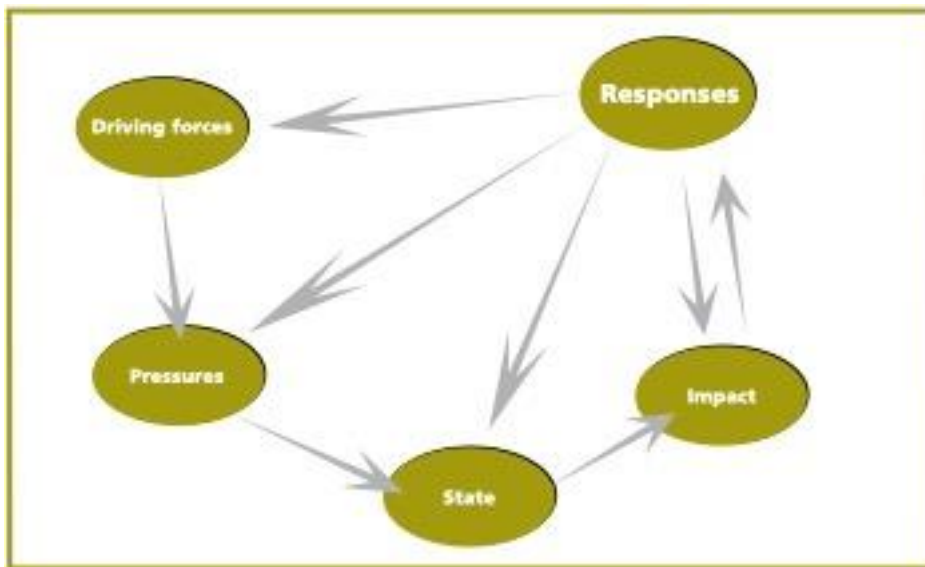 Responses
Driving forces
Pressures
Impact
State